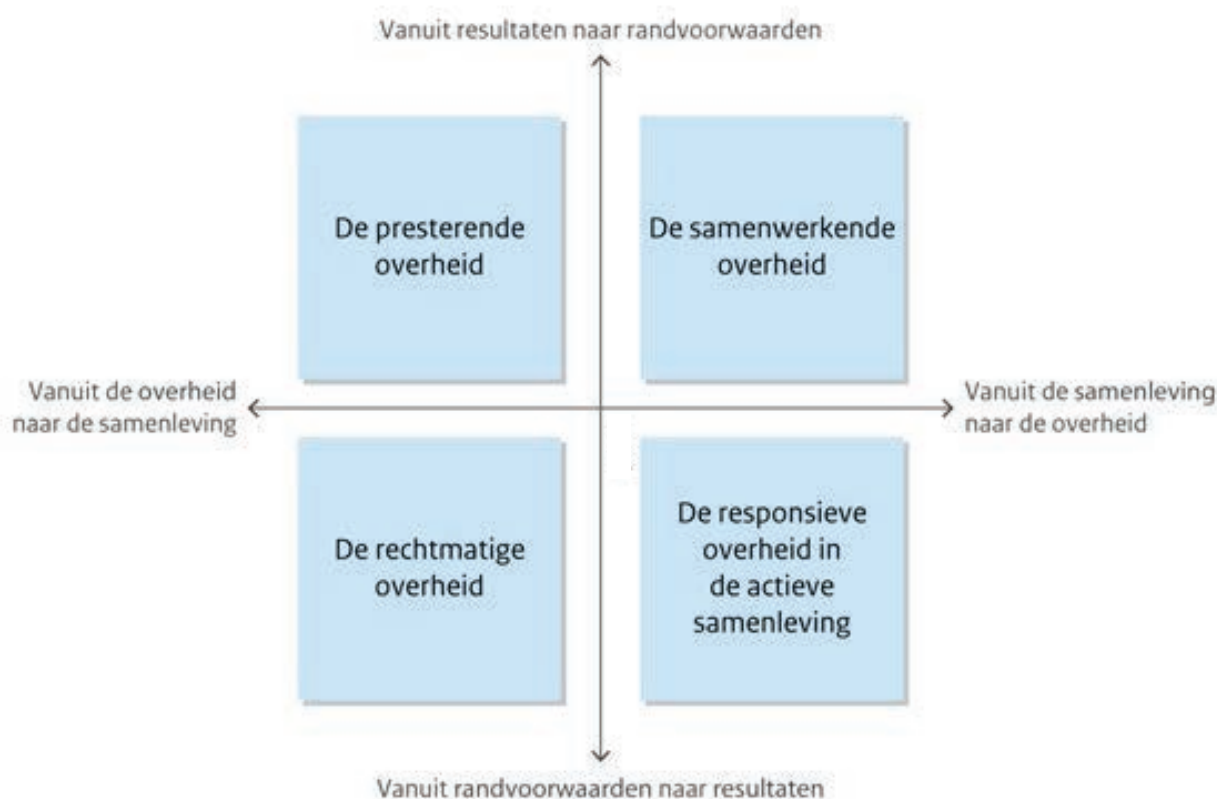 Vanuit resultaten naar randvoorwaarden
De presterende
overheid
De samenwerkende
overheid
Vanuit de overheid
naar de samenleving
Vanuit de samenleving
naar de overheid
De rechtmatige
overheid
De responsieve
overheid in
de actieve
samenleving
Vanuit randvoorwaarden naar resultaten